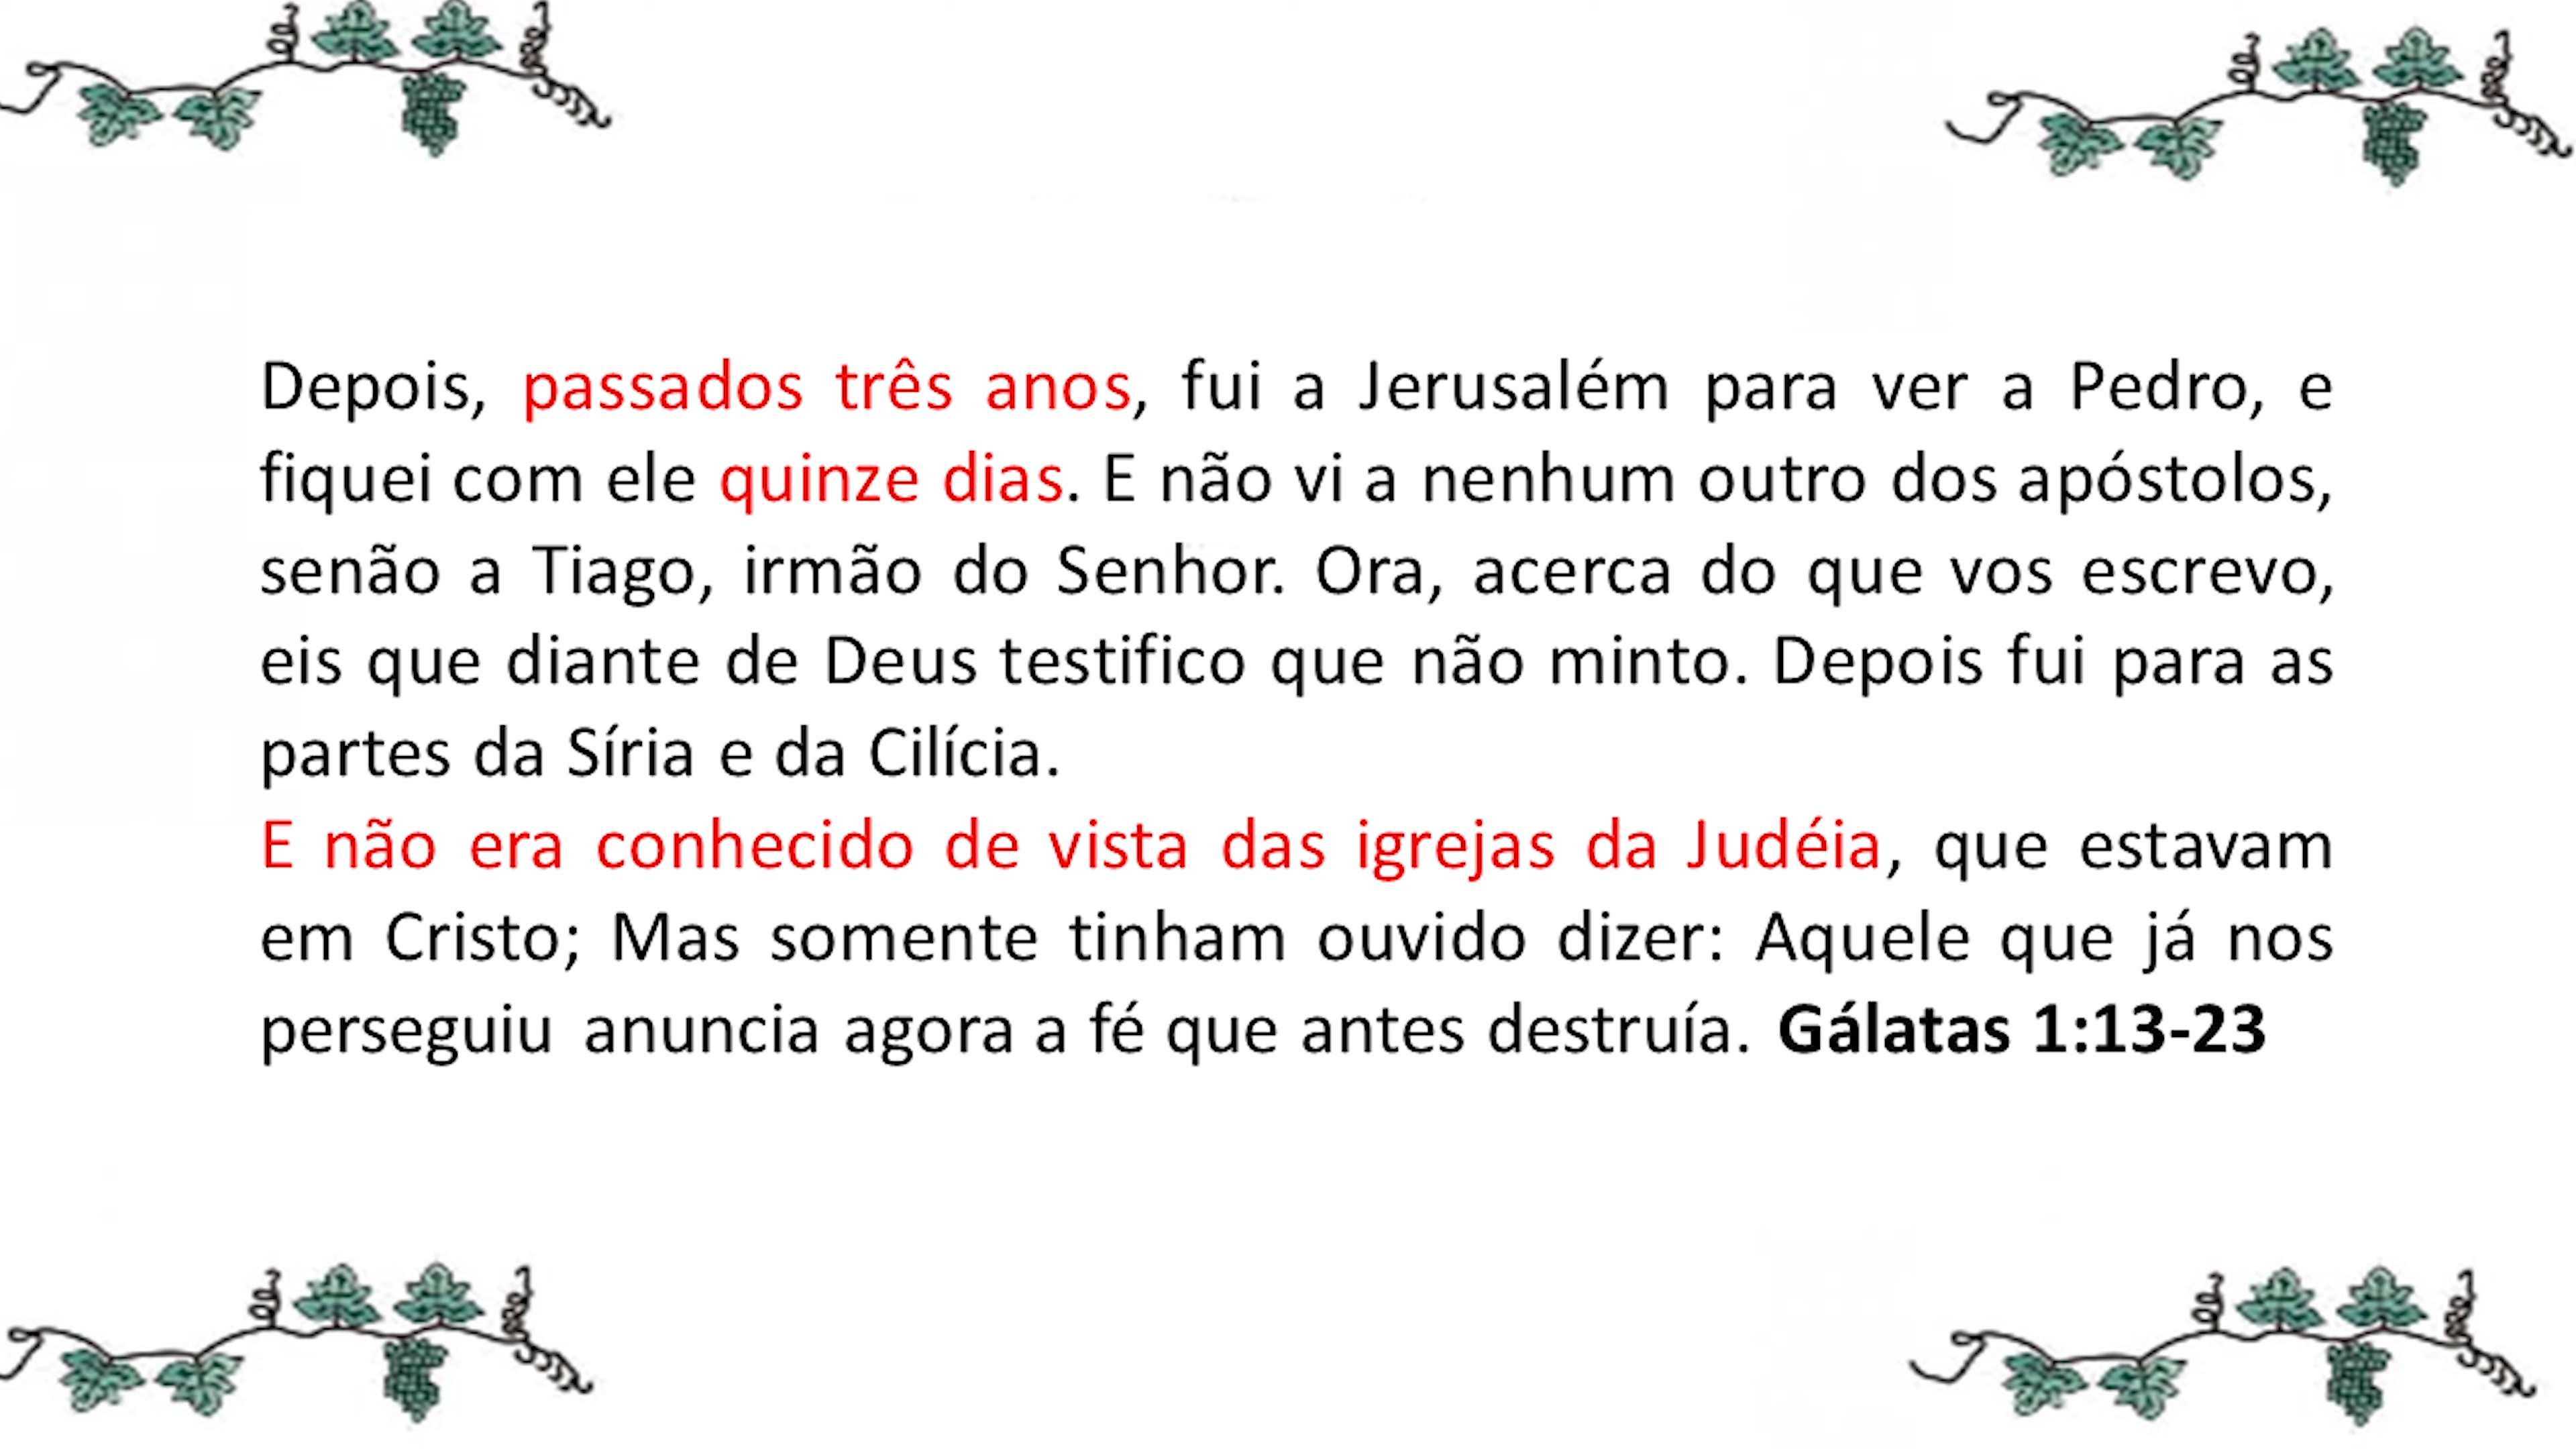 Depois, passados três anos, fui a Jerusalém para ver a Pedro, e
fiquei com ele quinze dias. E não vi a nenhum outro dos apóstolos,
senão a Tiago, irmão do Senhor. Ora, acerca do que vos escrevo,
eis que diante de Deus testifico que não minto. Depois fui para as
partes da Síria e da Cilícia.
E não era conhecido de vista das igrejas da Judéia, que estavam
em Cristo; Mas somente tinham ouvido dizer: Aquele que já nos
perseguiu anuncia agora a fé que antes destruía. Gálatas 1:13-23